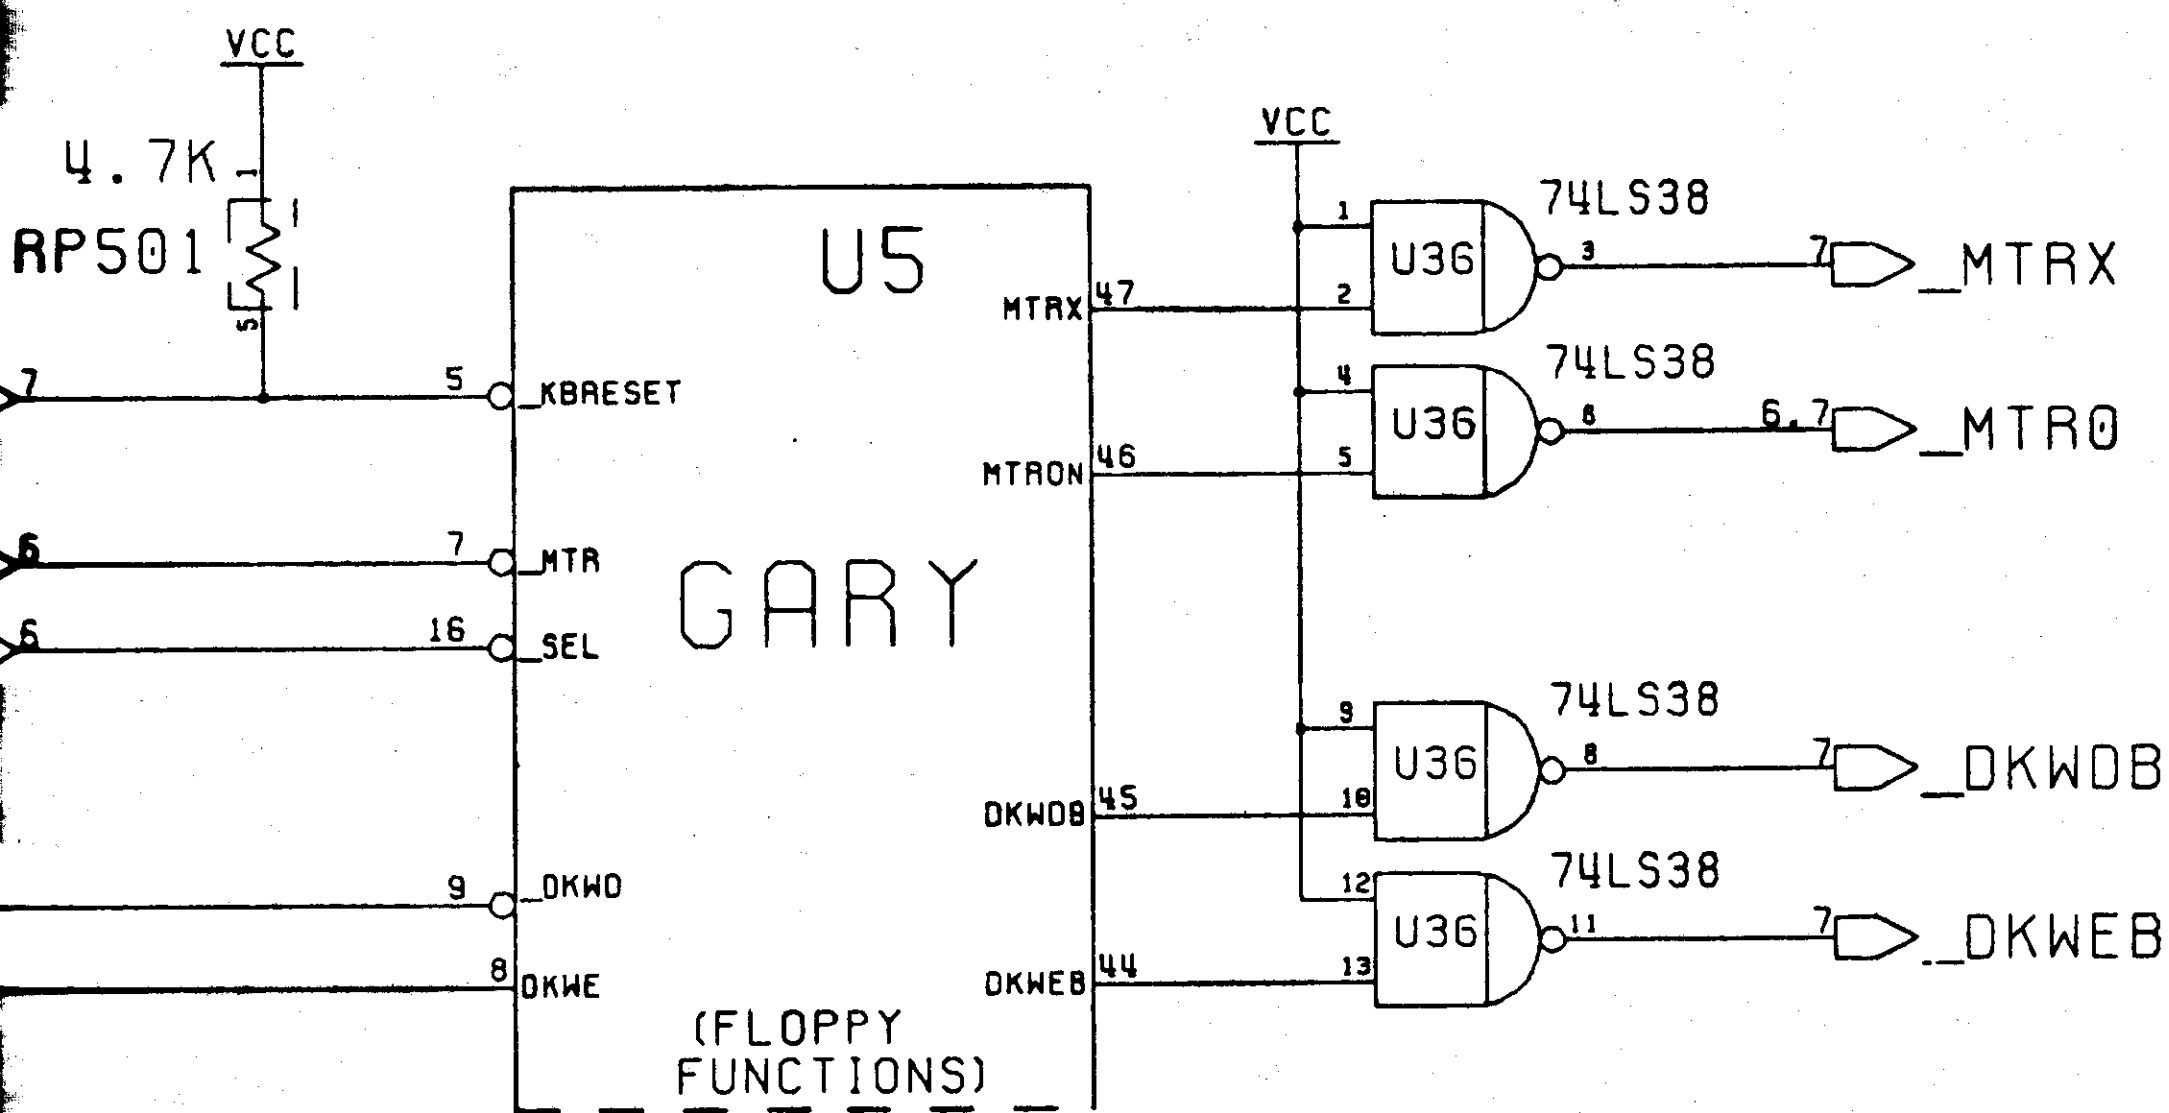 VCC
4.7K
1
RP501
5
7
5
_KBRESET
6
7
_MTR
6
16
_SEL
9
_DKWD
8
DKWE
U5
GARY
(FLOPPY
FUNCTIONS)
MTRX
47
MTRON
46
DKWDB
45
DKWEB
44
VCC
1
2
U36
74LS38
3
7
_MTRX
4
5
U36
74LS38
6
6,7
_MTR0
9
10
U36
74LS38
8
7
_DKWDB
12
13
U36
74LS38
11
7
_DKWEB